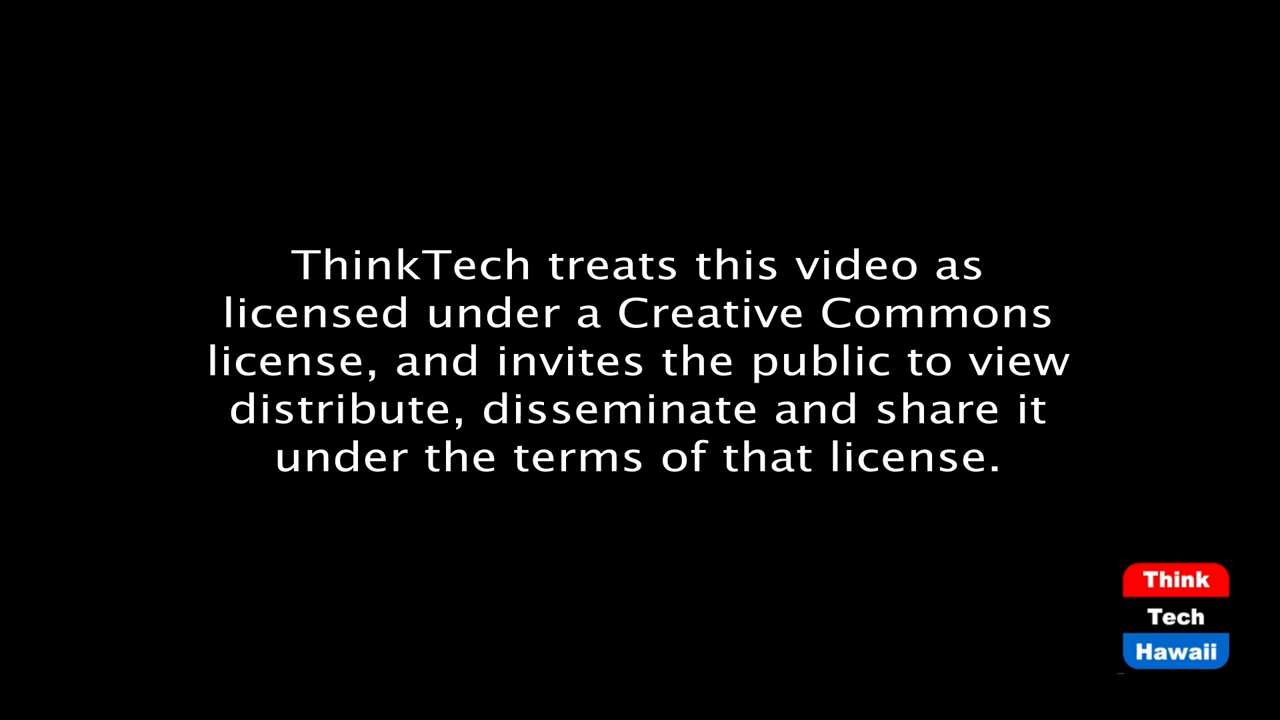 ThinkTech treats this video as
licensed under a Creative Commons
license, and invites the public to view
distribute, disseminate and share it
under the terms of that license.
Think
Tech
Hawaii